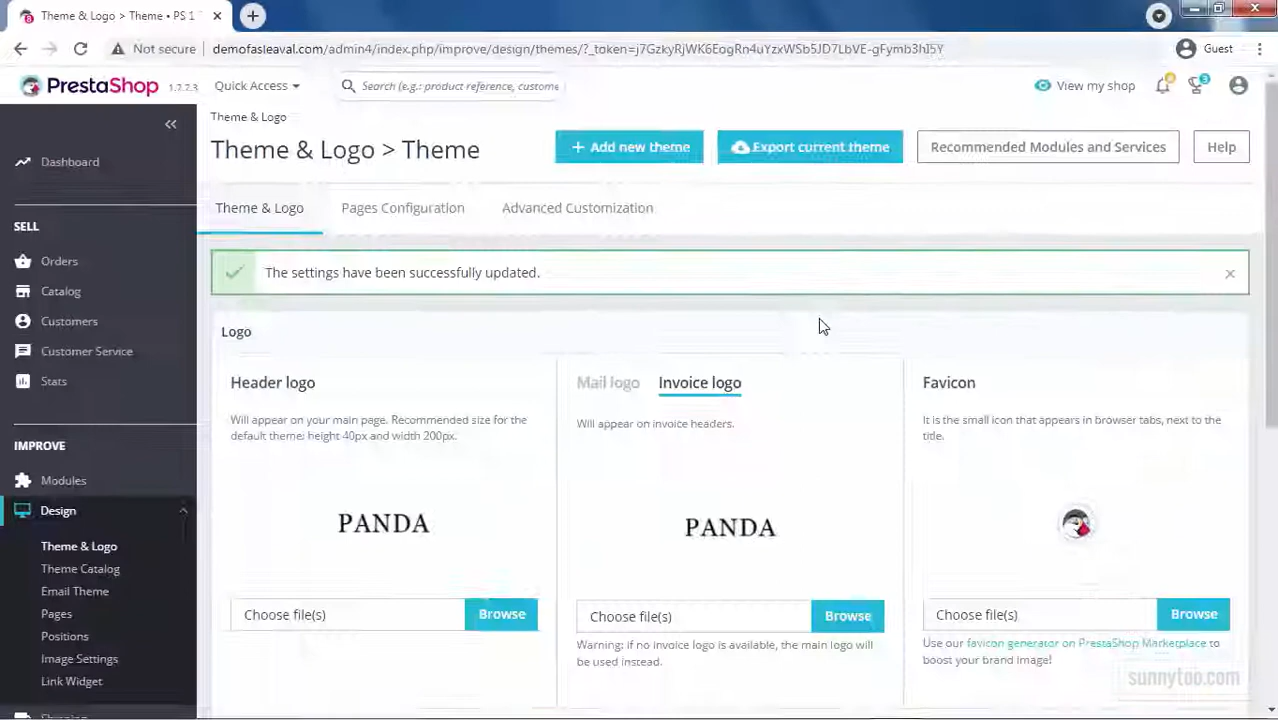 Theme & Logo > Theme • PS 1
Not secure
demofasleaval.com/admin4/index.php/improve/design/themes/?_token=j7GzkyRjWK6EogRn4uYzxWSb5JD7LbVE-gFymb3hI5Y
Guest
PrestaShop
1.7.7.3
Quick Access
Search (e.g.: product reference, custome
View my shop
3
Theme & Logo
Theme & Logo > Theme
Add new theme
Export current theme
Recommended Modules and Services
Help
Theme & Logo
Pages Configuration
Advanced Customization
The settings have been successfully updated.
Dashboard
SELL
Orders
Catalog
Customers
Customer Service
Stats
IMPROVE
Modules
Design
Theme & Logo
Theme Catalog
Email Theme
Pages
Positions
Image Settings
Link Widget
Shipping
Logo
Header logo
Will appear on your main page. Recommended size for the
default theme: height 40px and width 200px.
PANDA
Choose file(s)
Browse
Mail logo
Invoice logo
Will appear on invoice headers.
PANDA
Choose file(s)
Browse
Warning: if no invoice logo is available, the main logo will
be used instead.
Favicon
It is the small icon that appears in browser tabs, next to the
title.
Choose file(s)
Browse
Use our favicon generator on PrestaShop Marketplace to
boost your brand image!
sunnytoo.com